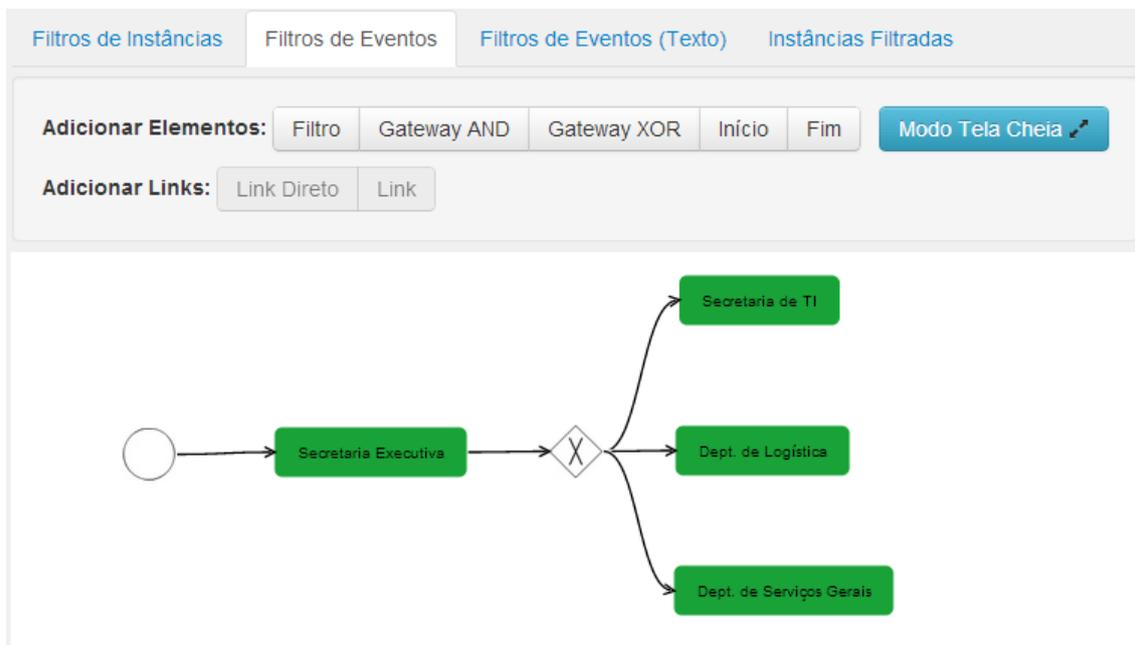 Filtros de Instâncias Filtros de Eventos Filtros de Eventos (Texto) Instâncias Filtradas
Adicionar Elementos: Filtro Gateway AND Gateway XOR Início Fim Modo Tela Cheia
Adicionar Links: Link Direto Link
Secretaria de TI
Secretaria Executiva X Dept. de Logística
Dept. de Serviços Gerais